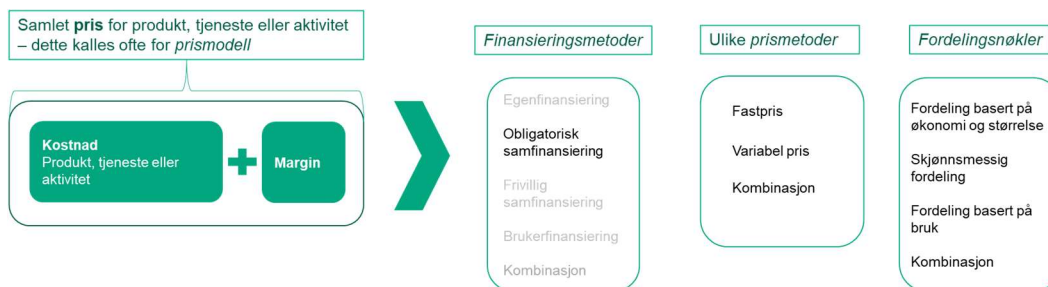 Samlet pris for produkt, tjeneste eller aktivitet
– dette kalles ofte for prismodell
Kostnad
Produkt, tjeneste eller
aktivitet
Margin
Finansieringsmetoder
Egenfinansiering
Obligatorisk
samfinansiering
Frivillig
samfinansiering
Brukerfinansiering
Kombinasjon
Ulike prismetoder
Fastpris
Variabel pris
Kombinasjon
Fordelingsnøkler
Fordeling basert på
økonomi og størrelse
Skjønnsmessig
fordeling
Fordeling basert på
bruk
Kombinasjon